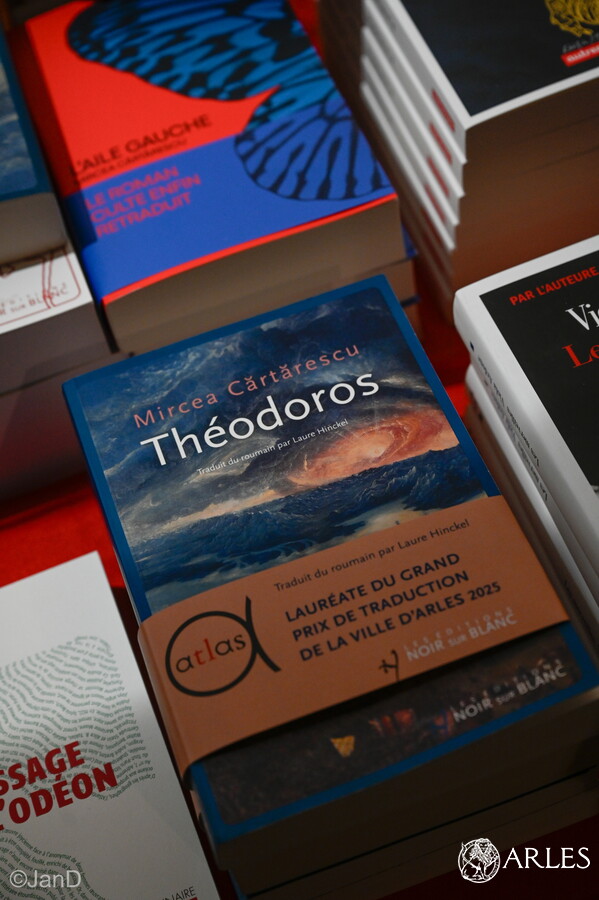 L'AILE GAUCHE
MIRCEA CĂRTĂRESCU
LE ROMAN
CULTE ENFIN
RETRADUIT
PAR L'AUTEURE
Mircea Cărtărescu
Théodoros
Traduit du roumain par Laure Hinckel
Traduit du roumain par Laure Hinckel
LAURÉATE DU GRAND
PRIX DE TRADUCTION
DE LA VILLE D'ARLES 2025
atlas
LES ÉDITIONS
NOIR SUR BLANC
NOIR SUR BLANC
SSAGE
L'ODÉON
©JanD
ARLES